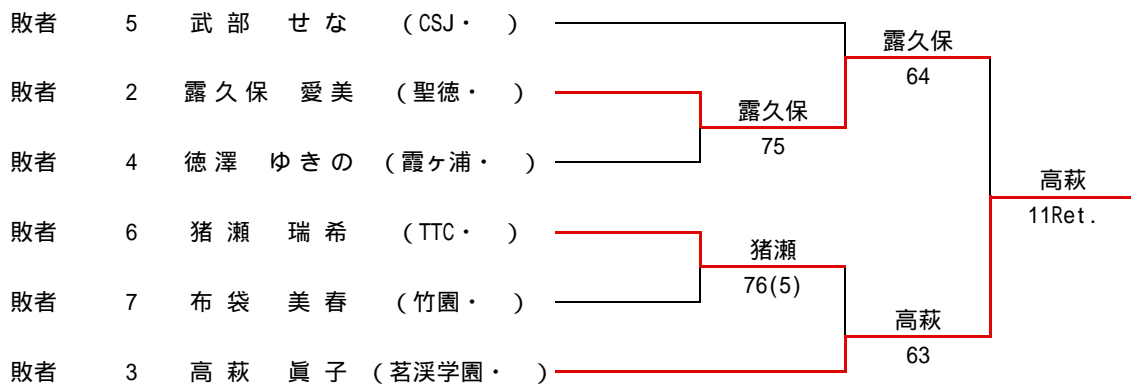 敗者 5 武部 せな (CSJ・ )
露久保
64
敗者 2 露久保 愛美 (聖徳・ )
露久保
75
敗者 4 徳澤 ゆきの (霞ヶ浦・ )
高萩
11Ret.
敗者 6 猪瀬 瑞希 (TTC・ )
猪瀬
76(5)
敗者 7 布袋 美春 (竹園・ )
高萩
63
敗者 3 高萩 眞子 (茗渓学園・ )